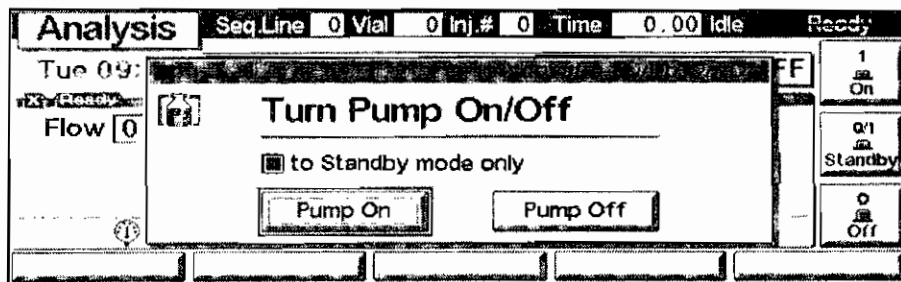 Analysis Seq.Line 0 Vial 0 Inj.# 0 Time 0.00 Idle Ready
Tue 09: FF
Ready
Flow 0
Turn Pump On/Off
to Standby mode only
Pump On Pump Off
1
On
0/1
Standby
0
Off